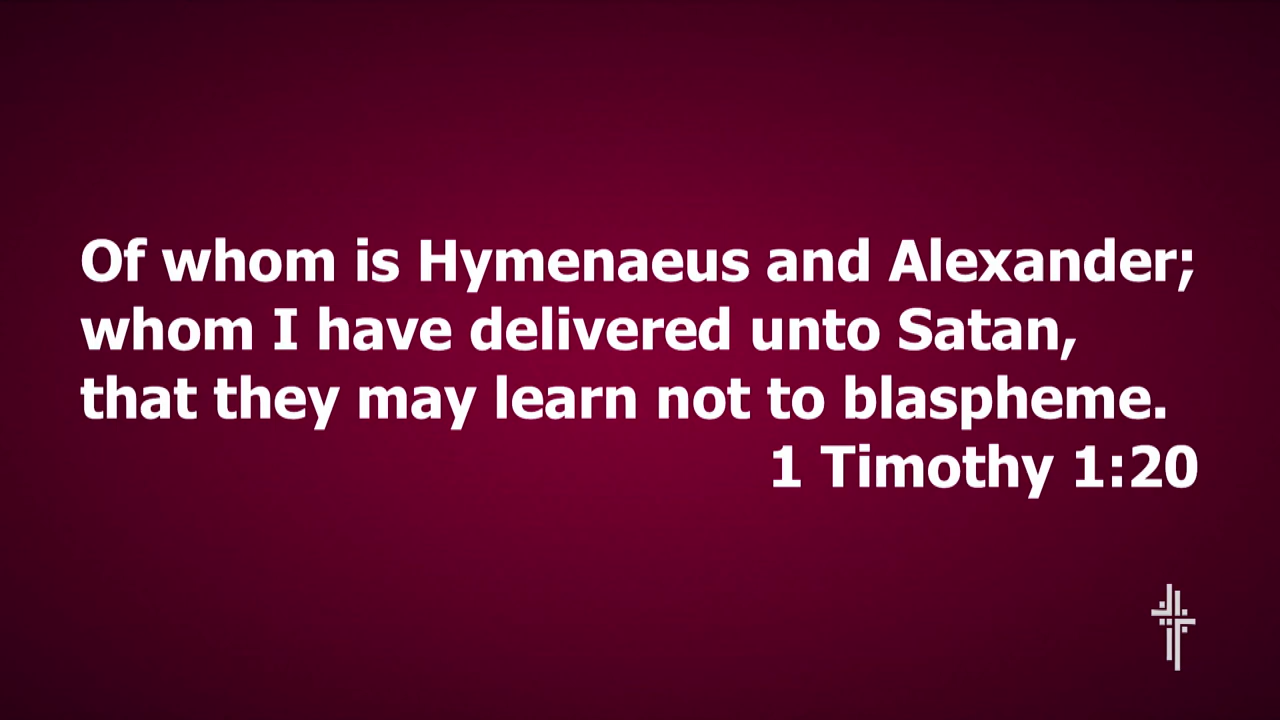 Of whom is Hymenaeus and Alexander;
whom I have delivered unto Satan,
that they may learn not to blaspheme.
1 Timothy 1:20